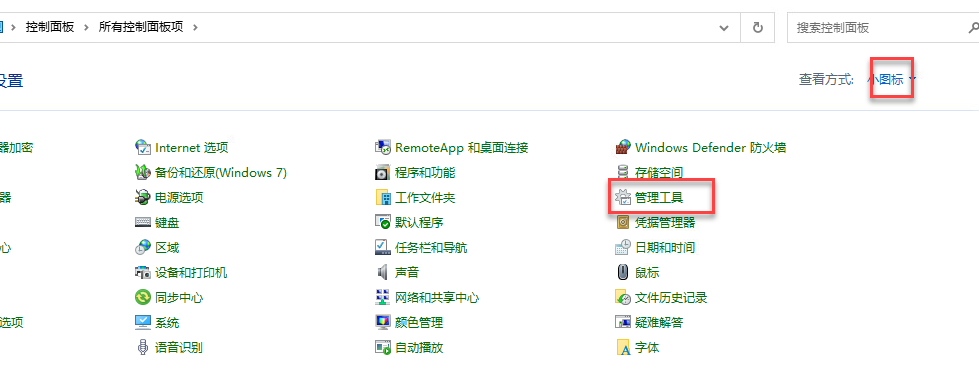 控制面板 › 所有控制面板项 ›
搜索控制面板
设置
查看方式: 小图标
器加密
Internet 选项
RemoteApp 和桌面连接
Windows Defender 防火墙
备份和还原(Windows 7)
程序和功能
存储空间
器
电源选项
工作文件夹
管理工具
键盘
默认程序
凭据管理器
心
区域
任务栏和导航
日期和时间
设备和打印机
声音
鼠标
同步中心
网络和共享中心
文件历史记录
选项
系统
颜色管理
疑难解答
语音识别
自动播放
字体